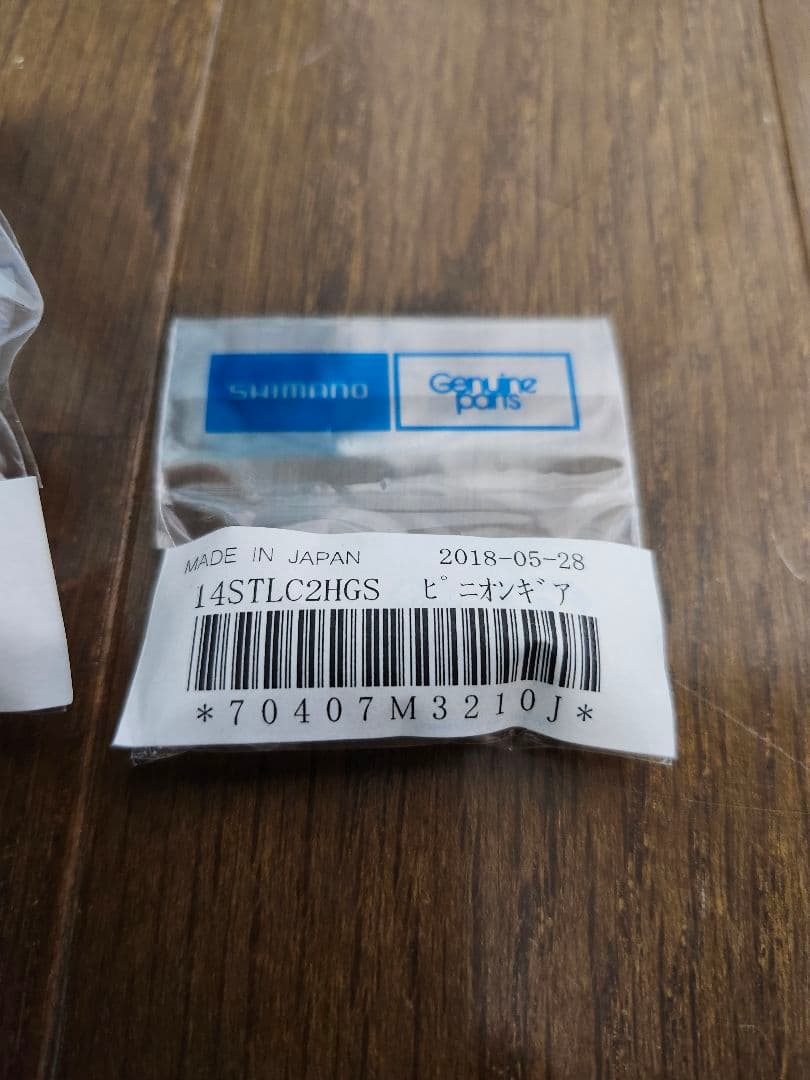 SHIMANO Genuine parts
MADE IN JAPAN 2018-05-28
14STLC2HGS ﾋﾟﾆｵﾝｷﾞｱ
*70407M3210J*